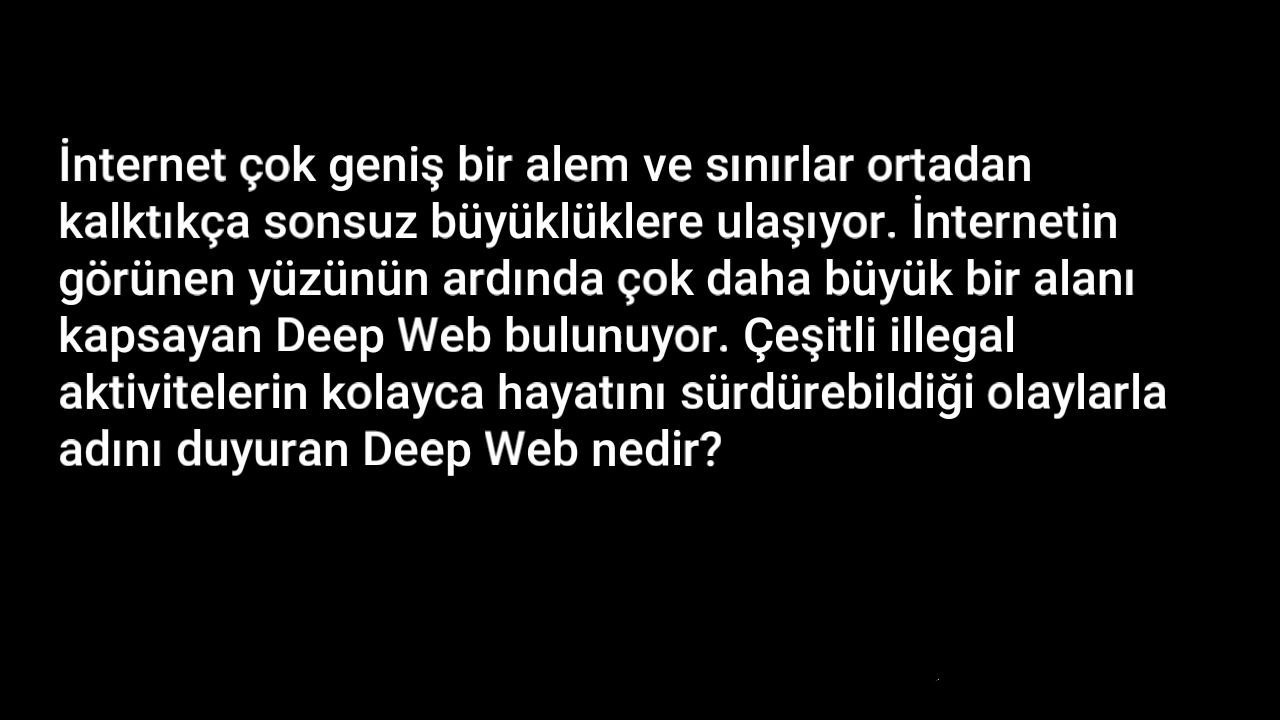 İnternet çok geniş bir alem ve sınırlar ortadan
kalktıkça sonsuz büyüklüklere ulaşıyor. İnternetin
görünen yüzünün ardında çok daha büyük bir alanı
kapsayan Deep Web bulunuyor. Çeşitli illegal
aktivitelerin kolayca hayatını sürdürebildiği olaylarla
adını duyuran Deep Web nedir?